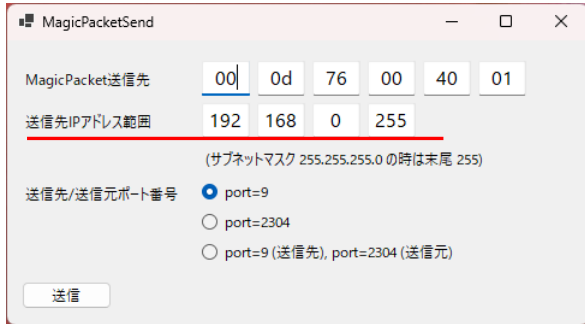 MagicPacketSend
MagicPacket送信先 00 0d 76 00 40 01
送信先IPアドレス範囲 192 168 0 255
(サブネットマスク 255.255.255.0 の時は末尾 255)
送信先/送信元ポート番号 port=9
port=2304
port=9 (送信先), port=2304 (送信元)
送信